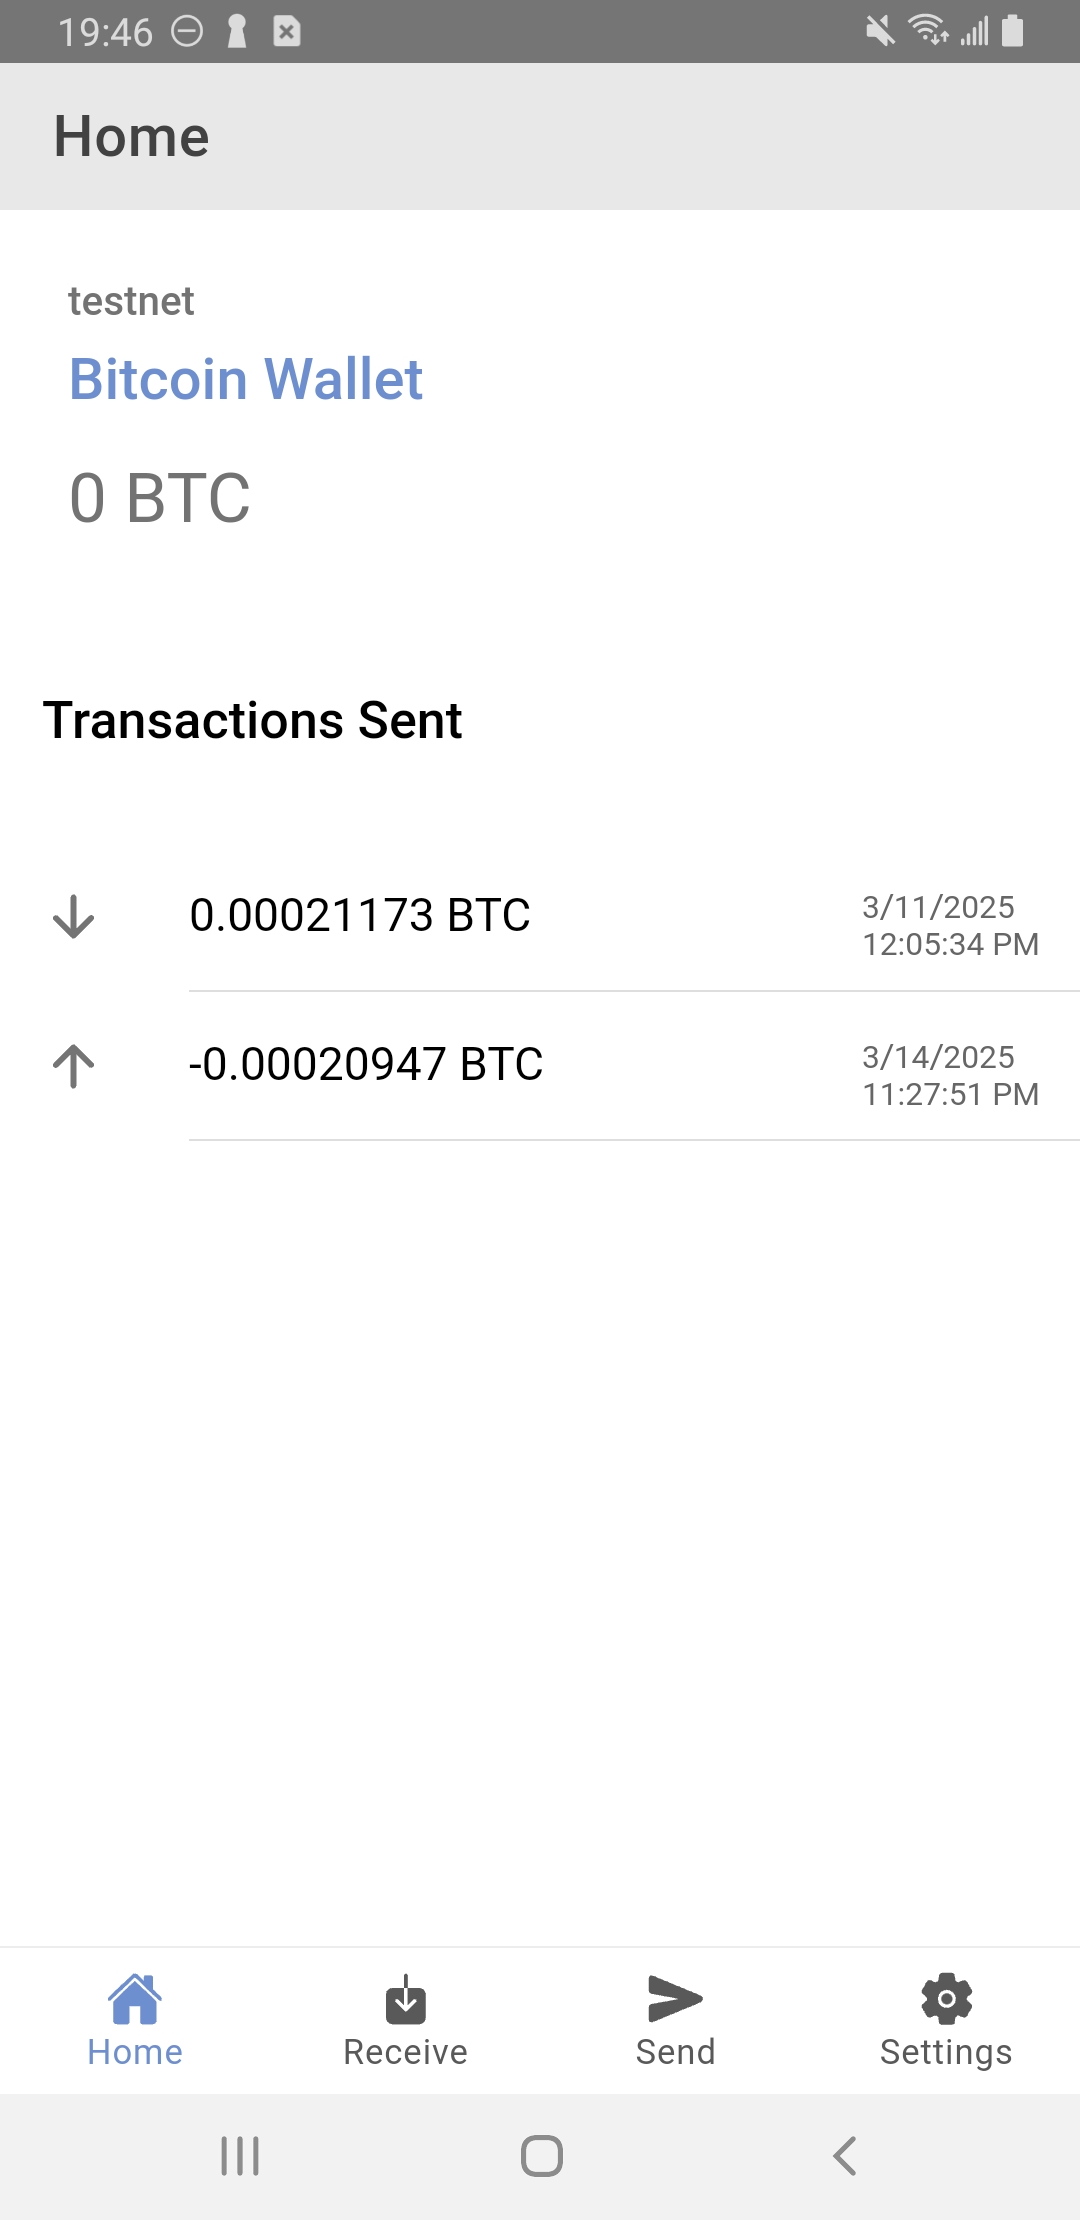 19:46
Home
testnet
Bitcoin Wallet
0 BTC
Transactions Sent
0.00021173 BTC
3/11/2025
12:05:34 PM
-0.00020947 BTC
3/14/2025
11:27:51 PM
Home
Receive
Send
Settings